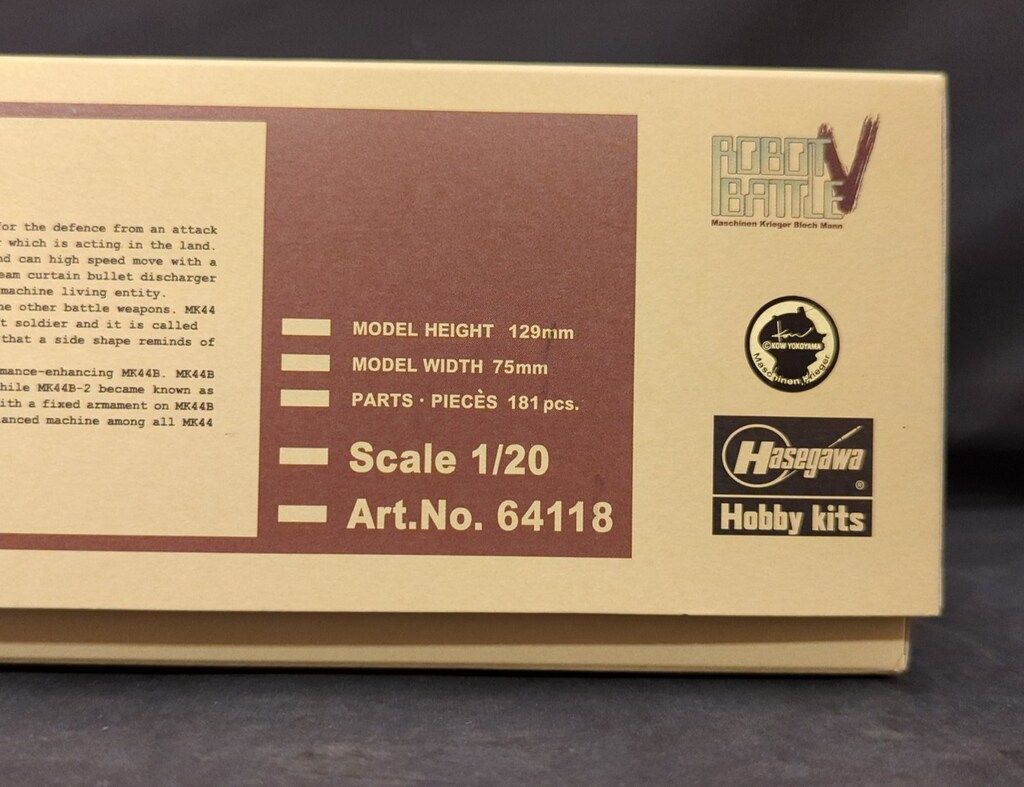 for the defence from an attack
which is acting in the land.
nd can high speed move with a
eam curtain bullet discharger
machine living entity.
he other battle weapons. MK44
t soldier and it is called
that a side shape reminds of
mance-enhancing MK44B. MK44B
hile MK44B-2 became known as
ith a fixed armament on MK44B
anced machine among all MK44
MODEL HEIGHT 129mm
MODEL WIDTH 75mm
PARTS · PIECÈS 181 pcs.
Scale 1/20
Art.No. 64118
ROBOT
BATTLE V
Maschinen Krieger Blech Mann
Kow
©KOW YOKOYAMA
Maschinen Krieger
Hasegawa
®
Hobby kits